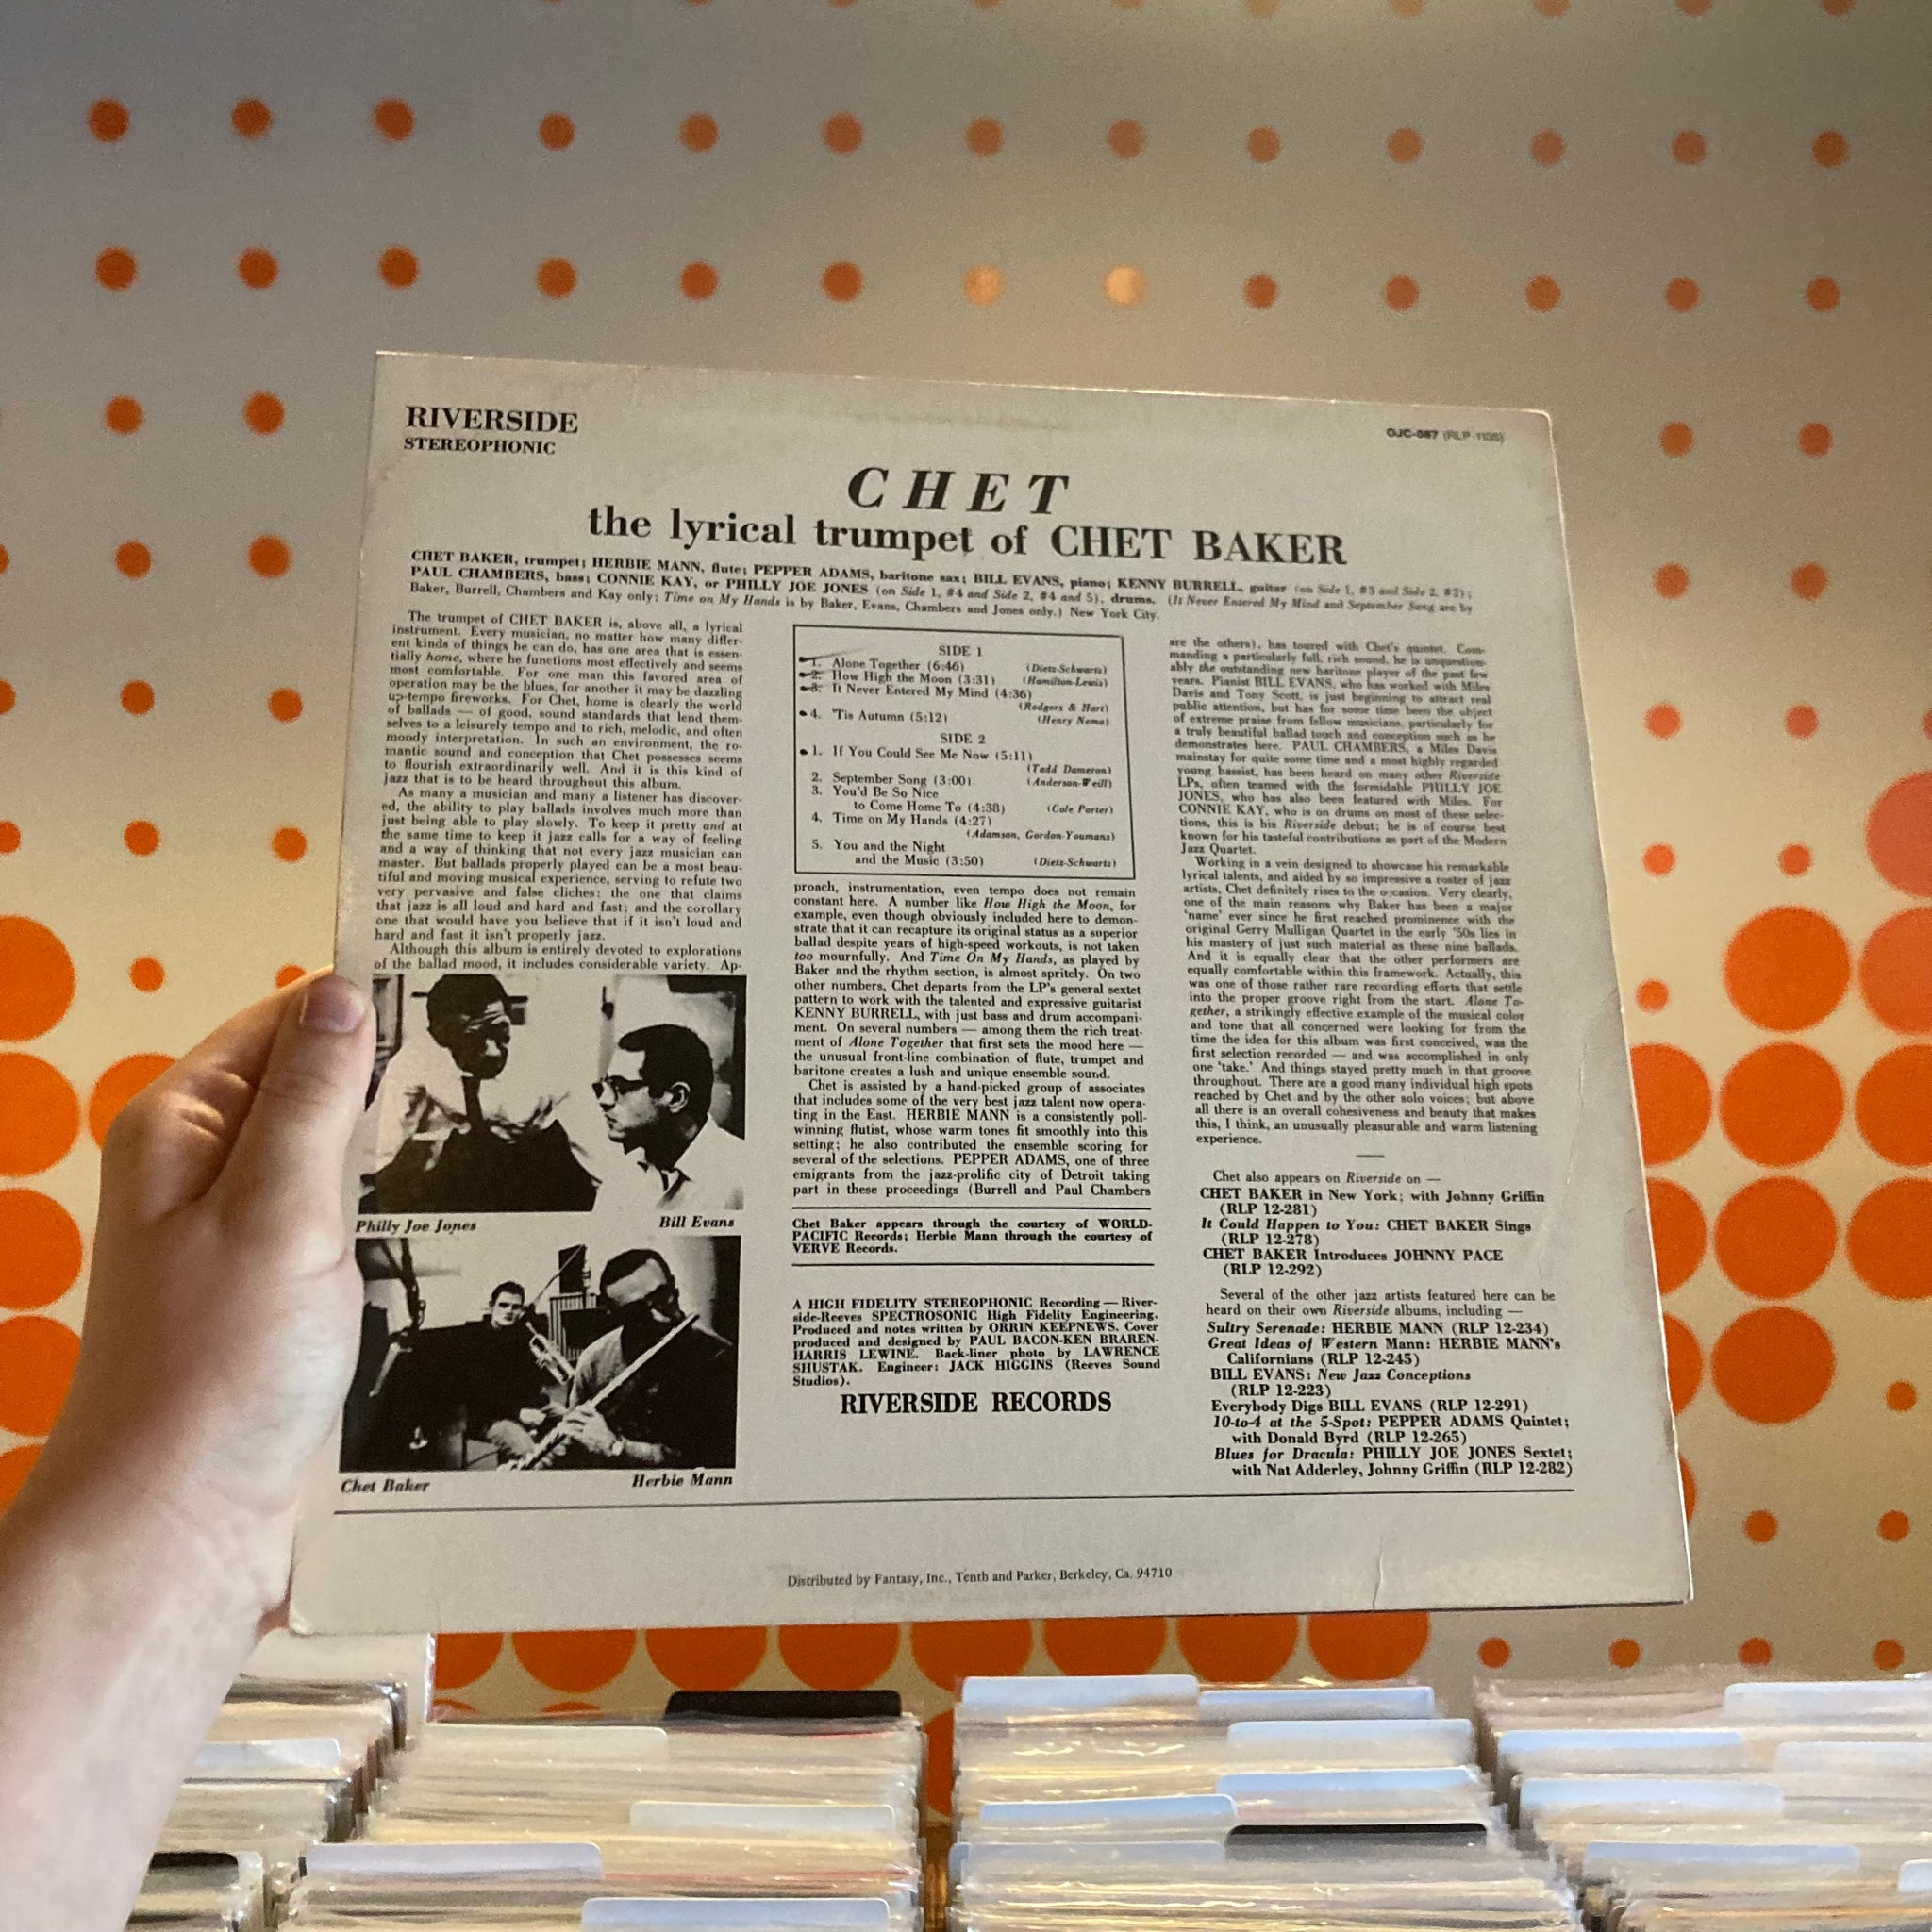 RIVERSIDE
STEREOPHONIC
OJC-087 (RLP-1135)
CHET
the lyrical trumpet of CHET BAKER
CHET BAKER, trumpet; HERBIE MANN, flute; PEPPER ADAMS, baritone sax; BILL EVANS, piano; KENNY BURRELL, guitar (on Side 1, #3 and Side 2, #2);
PAUL CHAMBERS, bass; CONNIE KAY, or PHILLY JOE JONES (on Side 1, #4 and Side 2, #4 and 5), drums. (It Never Entered My Mind and September Song are by
Baker, Burrell, Chambers and Kay only; Time on My Hands is by Baker, Evans, Chambers and Jones only.) New York City.
The trumpet of CHET BAKER is, above all, a lyrical
instrument. Every musician, no matter how many differ-
ent kinds of things he can do, has one area that is essen-
tially home, where he functions most effectively and seems
most comfortable. For one man this favored area of
operation may be the blues, for another it may be dazzling
up-tempo fireworks. For Chet, home is clearly the world
of ballads — of good, sound standards that lend them-
selves to a leisurely tempo and to rich, melodic, and often
moody interpretation. In such an environment, the ro-
mantic sound and conception that Chet possesses seems
to flourish extraordinarily well. And it is this kind of
jazz that is to be heard throughout this album.
As many a musician and many a listener has discover-
ed, the ability to play ballads involves much more than
just being able to play slowly. To keep it pretty and at
the same time to keep it jazz calls for a way of feeling
and a way of thinking that not every jazz musician can
master. But ballads properly played can be a most beau-
tiful and moving musical experience, serving to refute two
very pervasive and false cliches: the one that claims
that jazz is all loud and hard and fast; and the corollary
one that would have you believe that if it isn't loud and
hard and fast it isn't properly jazz.
Although this album is entirely devoted to explorations
of the ballad mood, it includes considerable variety. Ap-
Philly Joe Jones
Bill Evans
Chet Baker
Herbie Mann
SIDE 1
1. Alone Together (6:46) (Dietz-Schwartz)
2. How High the Moon (3:31) (Hamilton-Lewis)
3. It Never Entered My Mind (4:36)
(Rodgers & Hart)
4. 'Tis Autumn (5:12) (Henry Nemo)
SIDE 2
1. If You Could See Me Now (5:11)
(Tadd Dameron)
2. September Song (3:00) (Anderson-Weill)
3. You'd Be So Nice
to Come Home To (4:38) (Cole Porter)
4. Time on My Hands (4:27)
(Adamson, Gordon-Youmans)
5. You and the Night
and the Music (3:50) (Dietz-Schwartz)
proach, instrumentation, even tempo does not remain
constant here. A number like How High the Moon, for
example, even though obviously included here to demon-
strate that it can recapture its original status as a superior
ballad despite years of high-speed workouts, is not taken
too mournfully. And Time On My Hands, as played by
Baker and the rhythm section, is almost spritely. On two
other numbers, Chet departs from the LP's general sextet
pattern to work with the talented and expressive guitarist
KENNY BURRELL, with just bass and drum accompani-
ment. On several numbers — among them the rich treat-
ment of Alone Together that first sets the mood here —
the unusual front-line combination of flute, trumpet and
baritone creates a lush and unique ensemble sound.
Chet is assisted by a hand-picked group of associates
that includes some of the very best jazz talent now opera-
ting in the East. HERBIE MANN is a consistently poll-
winning flutist, whose warm tones fit smoothly into this
setting; he also contributed the ensemble scoring for
several of the selections. PEPPER ADAMS, one of three
emigrants from the jazz-prolific city of Detroit taking
part in these proceedings (Burrell and Paul Chambers
Chet Baker appears through the courtesy of WORLD-
PACIFIC Records; Herbie Mann through the courtesy of
VERVE Records.
A HIGH FIDELITY STEREOPHONIC Recording — River-
side-Reeves SPECTROSONIC High Fidelity Engineering.
Produced and notes written by ORRIN KEEPNEWS. Cover
produced and designed by PAUL BACON-KEN BRAREN-
HARRIS LEWINE. Back-liner photo by LAWRENCE
SHUSTAK. Engineer: JACK HIGGINS (Reeves Sound
Studios).
RIVERSIDE RECORDS
are the others), has toured with Chet's quintet. Com-
manding a particularly full, rich sound, he is unquestion-
ably the outstanding new baritone player of the past few
years. Pianist BILL EVANS, who has worked with Miles
Davis and Tony Scott, is just beginning to attract real
public attention, but has for some time been the object
of extreme praise from fellow musicians, particularly for
a truly beautiful ballad touch and conception such as he
demonstrates here. PAUL CHAMBERS, a Miles Davis
mainstay for quite some time and a most highly regarded
young bassist, has been heard on many other Riverside
LPs, often teamed with the formidable PHILLY JOE
JONES, who has also been featured with Miles. For
CONNIE KAY, who is on drums on most of these selec-
tions, this is his Riverside debut; he is of course best
known for his tasteful contributions as part of the Modern
Jazz Quartet.
Working in a vein designed to showcase his remarkable
lyrical talents, and aided by so impressive a roster of jazz
artists, Chet definitely rises to the occasion. Very clearly,
one of the main reasons why Baker has been a major
'name' ever since he first reached prominence with the
original Gerry Mulligan Quartet in the early '50s lies in
his mastery of just such material as these nine ballads.
And it is equally clear that the other performers are
equally comfortable within this framework. Actually, this
was one of those rather rare recording efforts that settle
into the proper groove right from the start. Alone To-
gether, a strikingly effective example of the musical color
and tone that all concerned were looking for from the
time the idea for this album was first conceived, was the
first selection recorded — and was accomplished in only
one 'take.' And things stayed pretty much in that groove
throughout. There are a good many individual high spots
reached by Chet and by the other solo voices; but above
all there is an overall cohesiveness and beauty that makes
this, I think, an unusually pleasurable and warm listening
experience.
Chet also appears on Riverside on —
CHET BAKER in New York; with Johnny Griffin
(RLP 12-281)
It Could Happen to You: CHET BAKER Sings
(RLP 12-278)
CHET BAKER Introduces JOHNNY PACE
(RLP 12-292)
Several of the other jazz artists featured here can be
heard on their own Riverside albums, including —
Sultry Serenade: HERBIE MANN (RLP 12-234)
Great Ideas of Western Mann: HERBIE MANN's
Californians (RLP 12-245)
BILL EVANS: New Jazz Conceptions
(RLP 12-223)
Everybody Digs BILL EVANS (RLP 12-291)
10-to-4 at the 5-Spot: PEPPER ADAMS Quintet;
with Donald Byrd (RLP 12-265)
Blues for Dracula: PHILLY JOE JONES Sextet;
with Nat Adderley, Johnny Griffin (RLP 12-282)
Distributed by Fantasy, Inc., Tenth and Parker, Berkeley, Ca. 94710